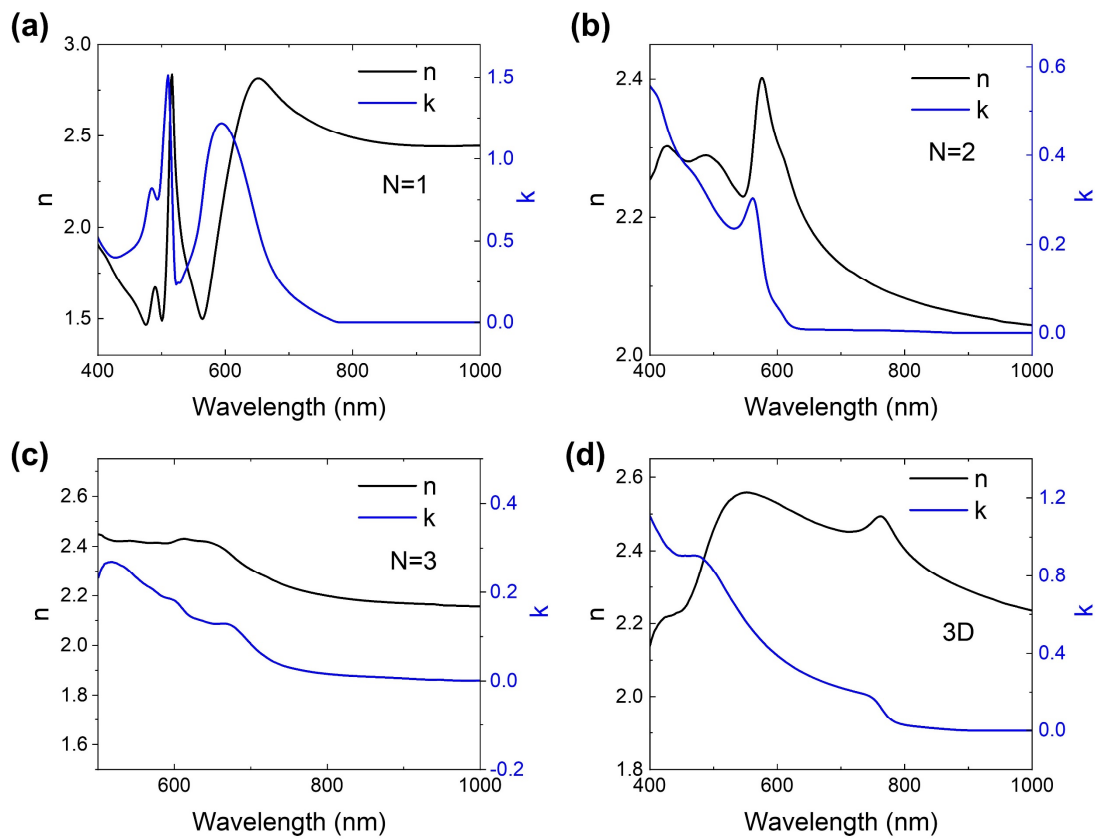 (a)
3.0
2.5
2.0
1.5
n
n
k
N=1
1.5
1.0
0.5
0.0
k
400 600 800 1000
Wavelength (nm)
(b)
2.4
2.2
2.0
n
n
k
N=2
0.6
0.4
0.2
0.0
k
400 600 800 1000
Wavelength (nm)
(c)
2.6
2.4
2.2
2.0
1.8
1.6
n
n
k
N=3
0.4
0.2
0.0
-0.2
k
600 800 1000
Wavelength (nm)
(d)
2.6
2.4
2.2
2.0
1.8
n
n
k
3D
1.2
0.8
0.4
0.0
k
400 600 800 1000
Wavelength (nm)